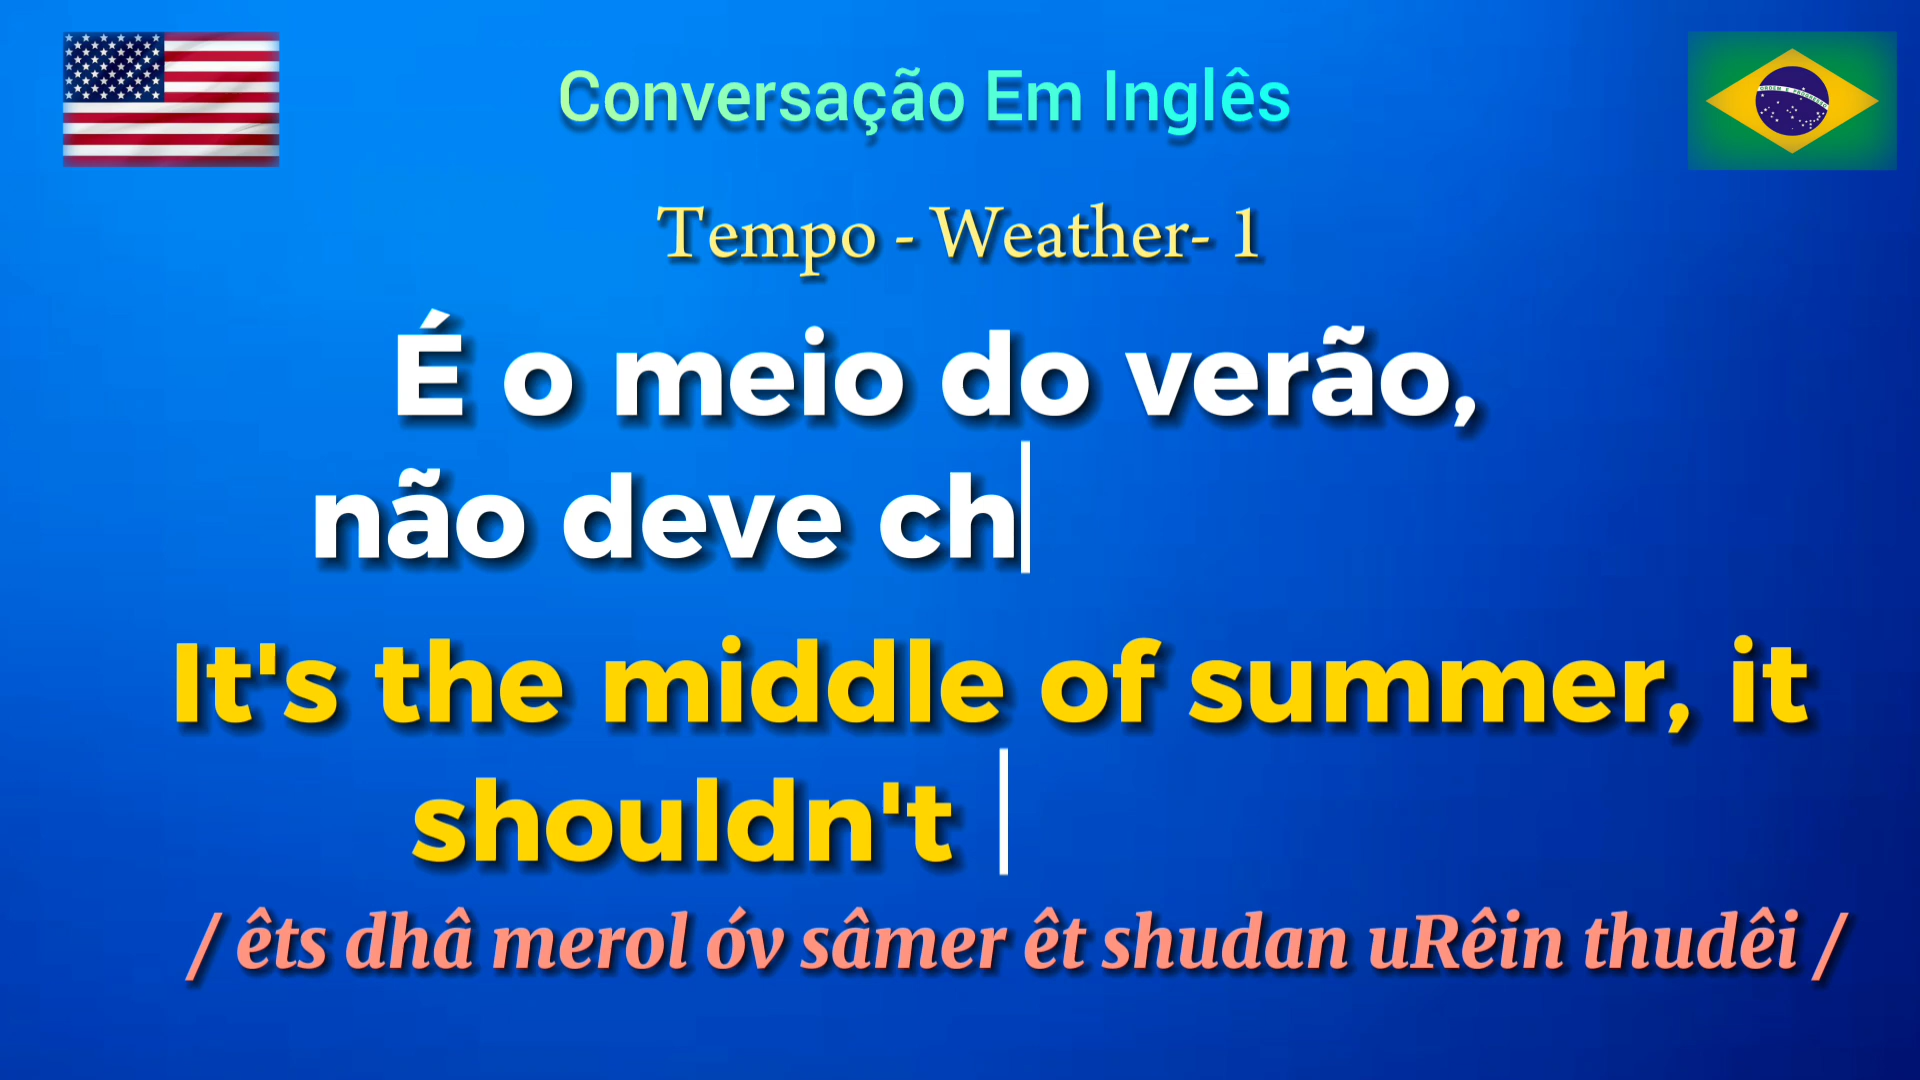 Conversação Em Inglês
Tempo - Weather- 1
É o meio do verão,
não deve ch
It's the middle of summer, it
shouldn't
/ êts dhâ merol óv sâmer êt shudan uRêin thudêi /